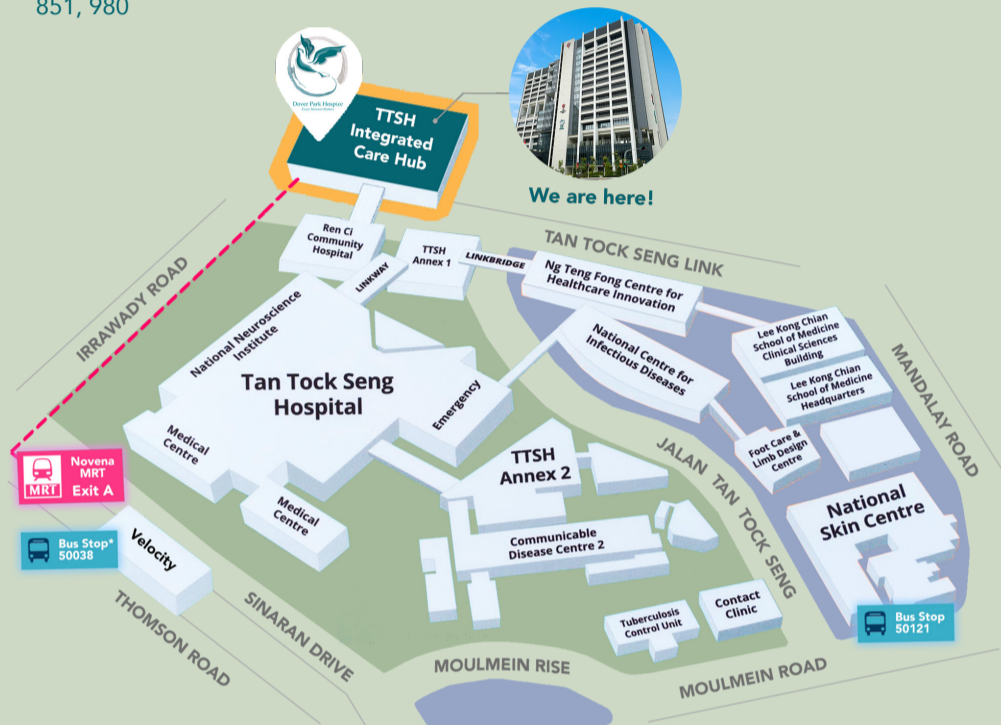 851, 980
Dover Park Hospice
TTSH
Integrated
Care Hub
We are here!
Ren Ci
Community
Hospital
TTSH
Annex 1
LINKWAY
LINKBRIDGE
TAN TOCK SENG LINK
Ng Teng Fong Centre for
Healthcare Innovation
IRRAWADY ROAD
National Neuroscience
Institute
National Centre for
Infectious Diseases
Lee Kong Chian
School of Medicine
Clinical Sciences
Building
Lee Kong Chian
School of Medicine
Headquarters
MANDALAY ROAD
Tan Tock Seng
Hospital
Emergency
Medical
Centre
Foot Care &
Limb Design
Centre
JALAN TAN TOCK SENG
TTSH
Annex 2
MRT
Novena
MRT
Exit A
Medical
Centre
National
Skin Centre
Bus Stop*
50038
Velocity
Communicable
Disease Centre 2
Tuberculosis
Control Unit
Contact
Clinic
Bus Stop
50121
THOMSON ROAD
SINARAN DRIVE
MOULMEIN RISE
MOULMEIN ROAD